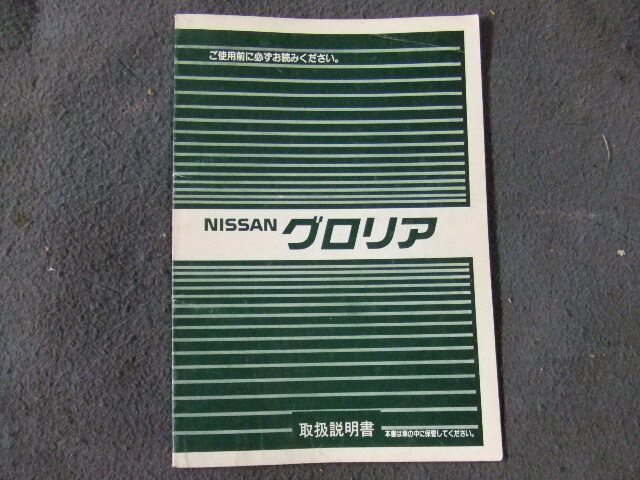 ご使用前に必ずお読みください。
NISSAN グロリア
取扱説明書
本書は車の中に保管してください。